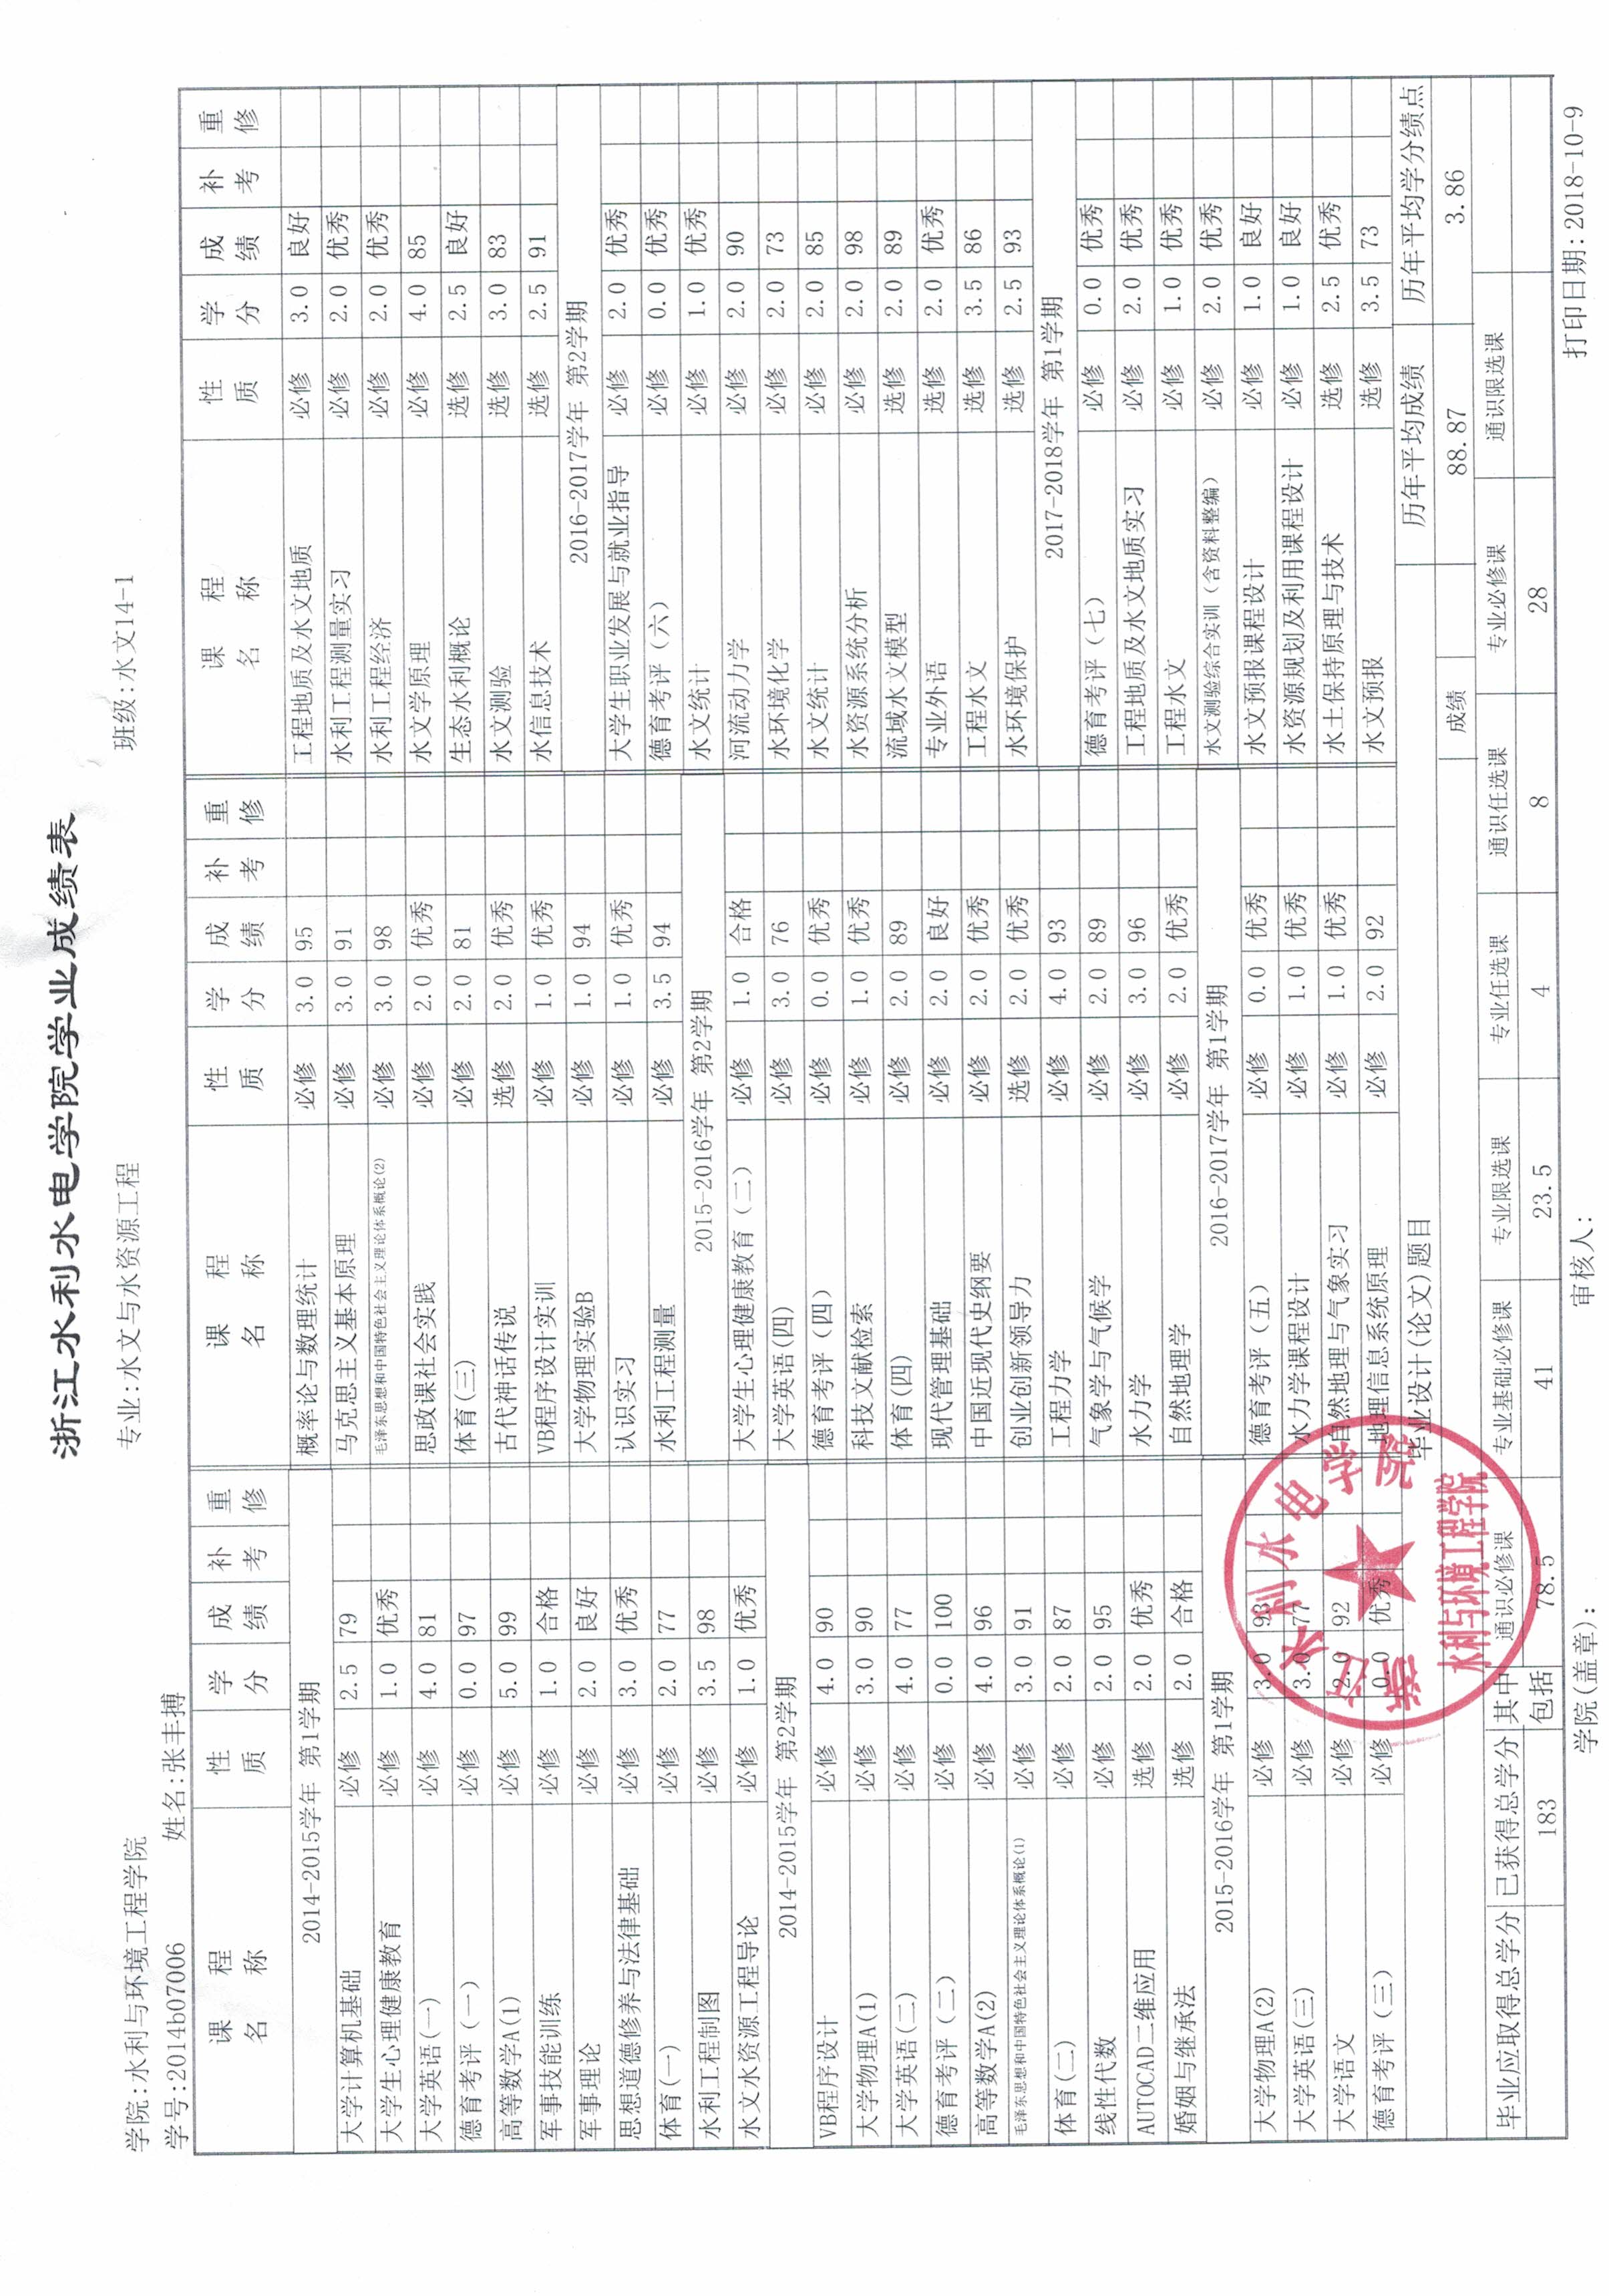 浙江水利水电学院学业成绩表
学院:水利与环境工程学院 专业:水文与水资源工程 班级:水文14-1
学号:2014b07006 姓名:张丰搏
课程名称 性质 学分 成绩 补考 重修
2014-2015学年 第1学期
大学计算机基础 必修 2.5 79
大学生心理健康教育 必修 1.0 优秀
大学英语(一) 必修 4.0 81
德育考评（一） 必修 0.0 97
高等数学A(1) 必修 5.0 99
军事技能训练 必修 1.0 合格
军事理论 必修 2.0 良好
思想道德修养与法律基础 必修 3.0 优秀
体育(一) 必修 2.0 77
水利工程制图 必修 3.5 98
水文水资源工程导论 必修 1.0 优秀
2014-2015学年 第2学期
VB程序设计 必修 4.0 90
大学物理A(1) 必修 3.0 90
大学英语(二) 必修 4.0 77
德育考评（二） 必修 0.0 100
高等数学A(2) 必修 4.0 96
毛泽东思想和中国特色社会主义理论体系概论(1) 必修 3.0 91
体育(二) 必修 2.0 87
线性代数 必修 2.0 95
AUTOCAD二维应用 选修 2.0 优秀
婚姻与继承法 选修 2.0 合格
2015-2016学年 第1学期
大学物理A(2) 必修 3.0 93
大学英语(三) 必修 3.0 77
大学语文 必修 2.0 92
德育考评（三） 必修 0.0 优秀
课程名称 性质 学分 成绩 补考 重修
概率论与数理统计 必修 3.0 95
马克思主义基本原理 必修 3.0 91
毛泽东思想和中国特色社会主义理论体系概论(2) 必修 3.0 98
思政课社会实践 必修 2.0 优秀
体育(三) 必修 2.0 81
古代神话传说 选修 2.0 优秀
VB程序设计实训 必修 1.0 优秀
大学物理实验B 必修 1.0 94
认识实习 必修 1.0 优秀
水利工程测量 必修 3.5 94
2015-2016学年 第2学期
大学生心理健康教育（二） 必修 1.0 合格
大学英语(四) 必修 3.0 76
德育考评（四） 必修 0.0 优秀
科技文献检索 必修 1.0 优秀
体育(四) 必修 2.0 89
现代管理基础 必修 2.0 良好
中国近现代史纲要 必修 2.0 优秀
创业创新领导力 选修 2.0 优秀
工程力学 必修 4.0 93
气象学与气候学 必修 2.0 89
水力学 必修 3.0 96
自然地理学 必修 2.0 优秀
2016-2017学年 第1学期
德育考评（五） 必修 0.0 优秀
水力学课程设计 必修 1.0 优秀
自然地理与气象实习 必修 1.0 优秀
地理信息系统原理 必修 2.0 92
课程名称 性质 学分 成绩 补考 重修
工程地质及水文地质 必修 3.0 良好
水利工程测量实习 必修 2.0 优秀
水利工程经济 必修 2.0 优秀
水文学原理 必修 4.0 85
生态水利概论 选修 2.5 良好
水文测验 选修 3.0 83
水信息技术 选修 2.5 91
2016-2017学年 第2学期
大学生职业发展与就业指导 必修 2.0 优秀
德育考评（六） 必修 0.0 优秀
水文统计 必修 1.0 优秀
河流动力学 必修 2.0 90
水环境化学 必修 2.0 73
水文统计 必修 2.0 85
水资源系统分析 必修 2.0 98
流域水文模型 选修 2.0 89
专业外语 选修 2.0 优秀
工程水文 选修 3.5 86
水环境保护 选修 2.5 93
2017-2018学年 第1学期
德育考评（七） 必修 0.0 优秀
工程地质及水文地质实习 必修 2.0 优秀
工程水文 必修 1.0 优秀
水文测验综合实训（含资料整编） 必修 2.0 优秀
水文预报课程设计 必修 1.0 良好
水资源规划及利用课程设计 必修 1.0 良好
水土保持原理与技术 选修 2.5 优秀
水文预报 选修 3.5 73
毕业设计(论文)题目 历年平均成绩 历年平均学分绩点
成绩 88.87 3.86
毕业应取得总学分 已获得总学分 其中 通识必修课 专业基础必修课 专业限选课 专业任选课 通识任选课 专业必修课 通识限选课
183 包括 78.5 41 23.5 4 8 28
学院(盖章): 审核人: 打印日期:2018-10-9
浙江水利水电学院
水利与环境工程学院